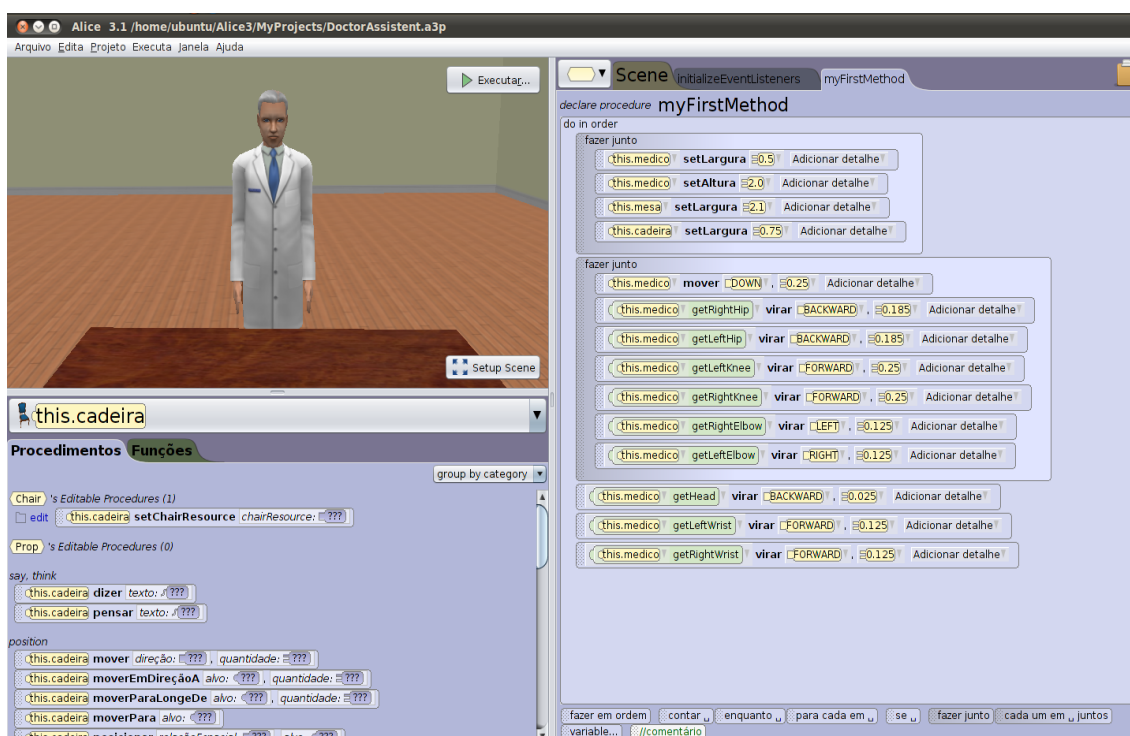 Alice 3.1 /home/ubuntu/Alice3/MyProjects/DoctorAssistent.a3p
Arquivo Edita Projeto Executa Janela Ajuda
Executar...
Setup Scene
this.cadeira
Procedimentos Funções
group by category
Chair 's Editable Procedures (1)
edit this.cadeira setChairResource chairResource: ???
Prop 's Editable Procedures (0)
say, think
this.cadeira dizer texto: ???
this.cadeira pensar texto: ???
position
this.cadeira mover direção: ??? , quantidade: ???
this.cadeira moverEmDireçãoA alvo: ??? , quantidade: ???
this.cadeira moverParaLongeDe alvo: ??? , quantidade: ???
this.cadeira moverPara alvo: ???
Scene initializeEventListeners myFirstMethod
declare procedure myFirstMethod
do in order
fazer junto
this.medico setLargura 0.5 Adicionar detalhe
this.medico setAltura 2.0 Adicionar detalhe
this.mesa setLargura 2.1 Adicionar detalhe
this.cadeira setLargura 0.75 Adicionar detalhe
fazer junto
this.medico mover DOWN , 0.25 Adicionar detalhe
this.medico getRightHip virar BACKWARD , 0.185 Adicionar detalhe
this.medico getLeftHip virar BACKWARD , 0.185 Adicionar detalhe
this.medico getLeftKnee virar FORWARD , 0.25 Adicionar detalhe
this.medico getRightKnee virar FORWARD , 0.25 Adicionar detalhe
this.medico getRightElbow virar LEFT , 0.125 Adicionar detalhe
this.medico getLeftElbow virar RIGHT , 0.125 Adicionar detalhe
this.medico getHead virar BACKWARD , 0.025 Adicionar detalhe
this.medico getLeftWrist virar FORWARD , 0.125 Adicionar detalhe
this.medico getRightWrist virar FORWARD , 0.125 Adicionar detalhe
fazer em ordem contar enquanto para cada em se fazer junto cada um em juntos
variable... //comentário